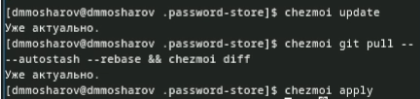 [dmmosharov@dmmosharov .password-store]$ chezmoi update
Уже актуально.
[dmmosharov@dmmosharov .password-store]$ chezmoi git pull --
--autostash --rebase && chezmoi diff
Уже актуально.
[dmmosharov@dmmosharov .password-store]$ chezmoi apply